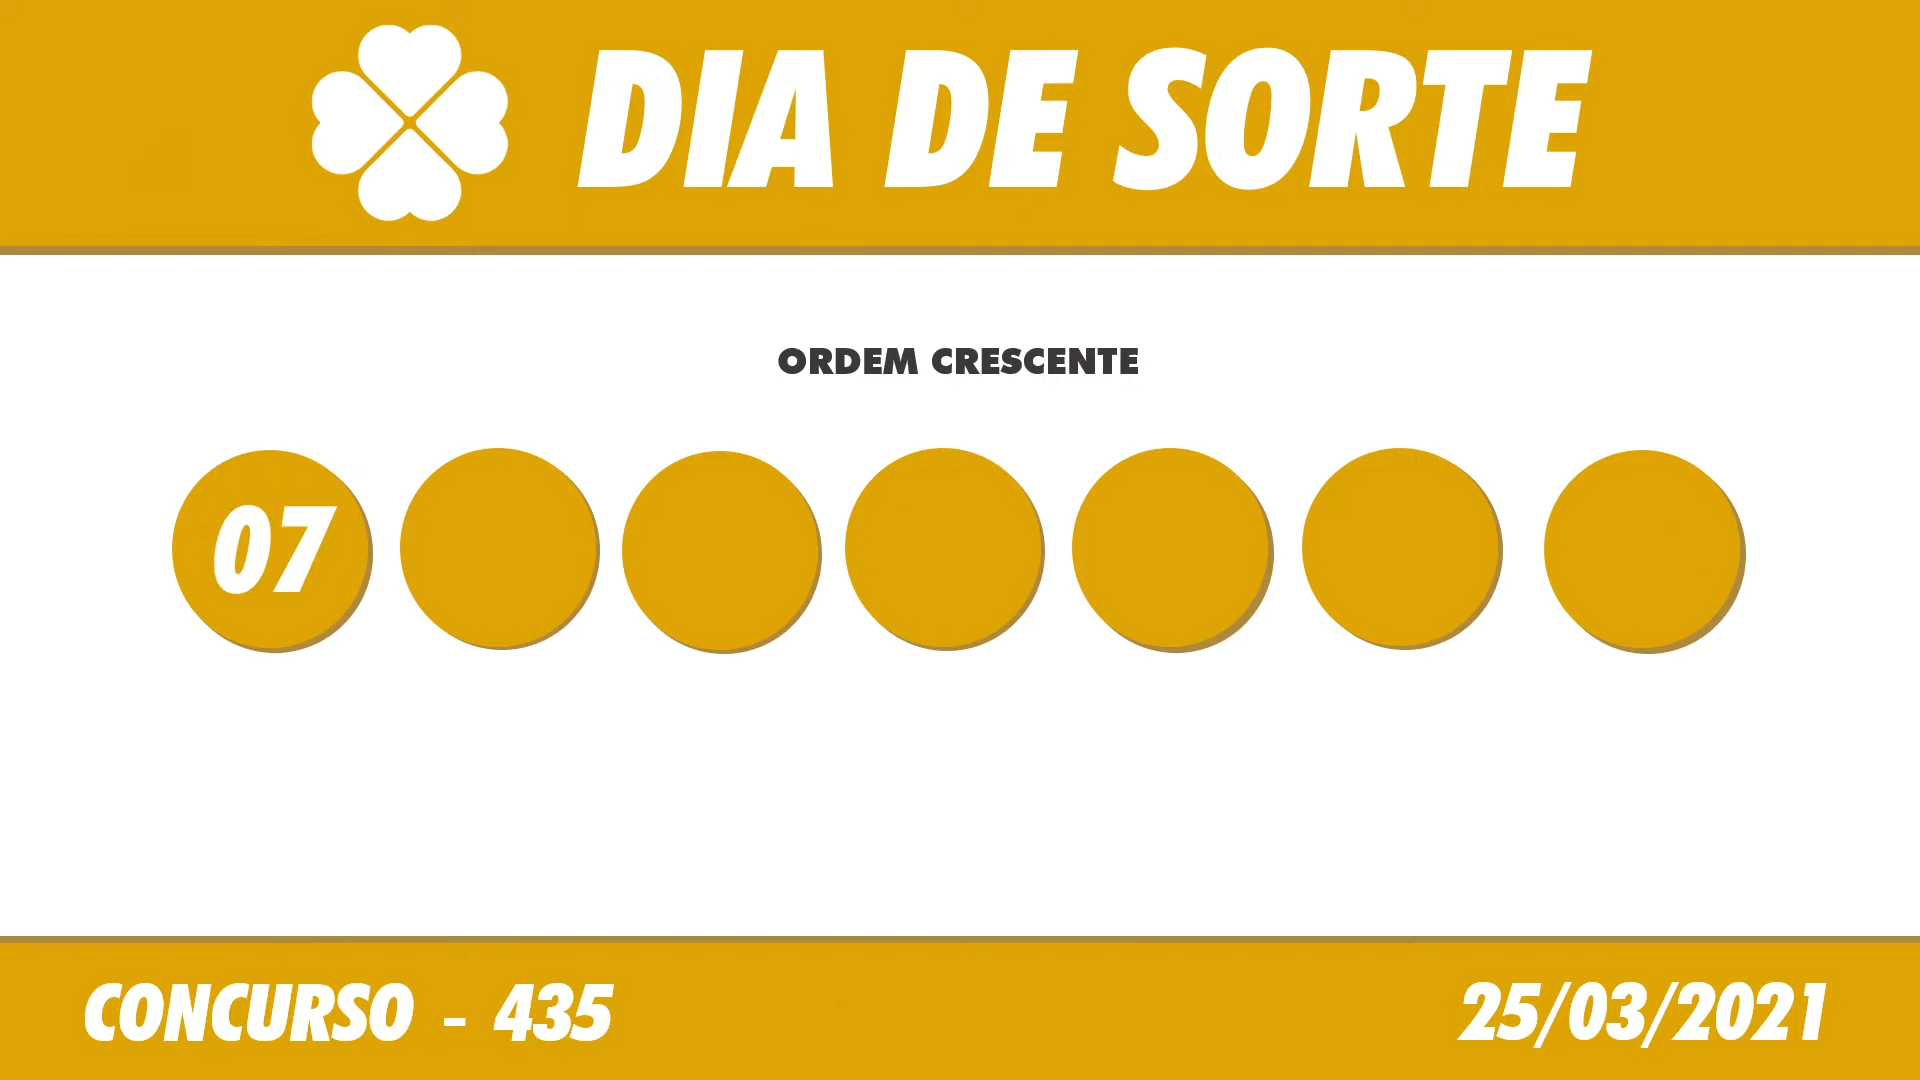 DIA DE SORTE
ORDEM CRESCENTE
07
CONCURSO - 435
25/03/2021